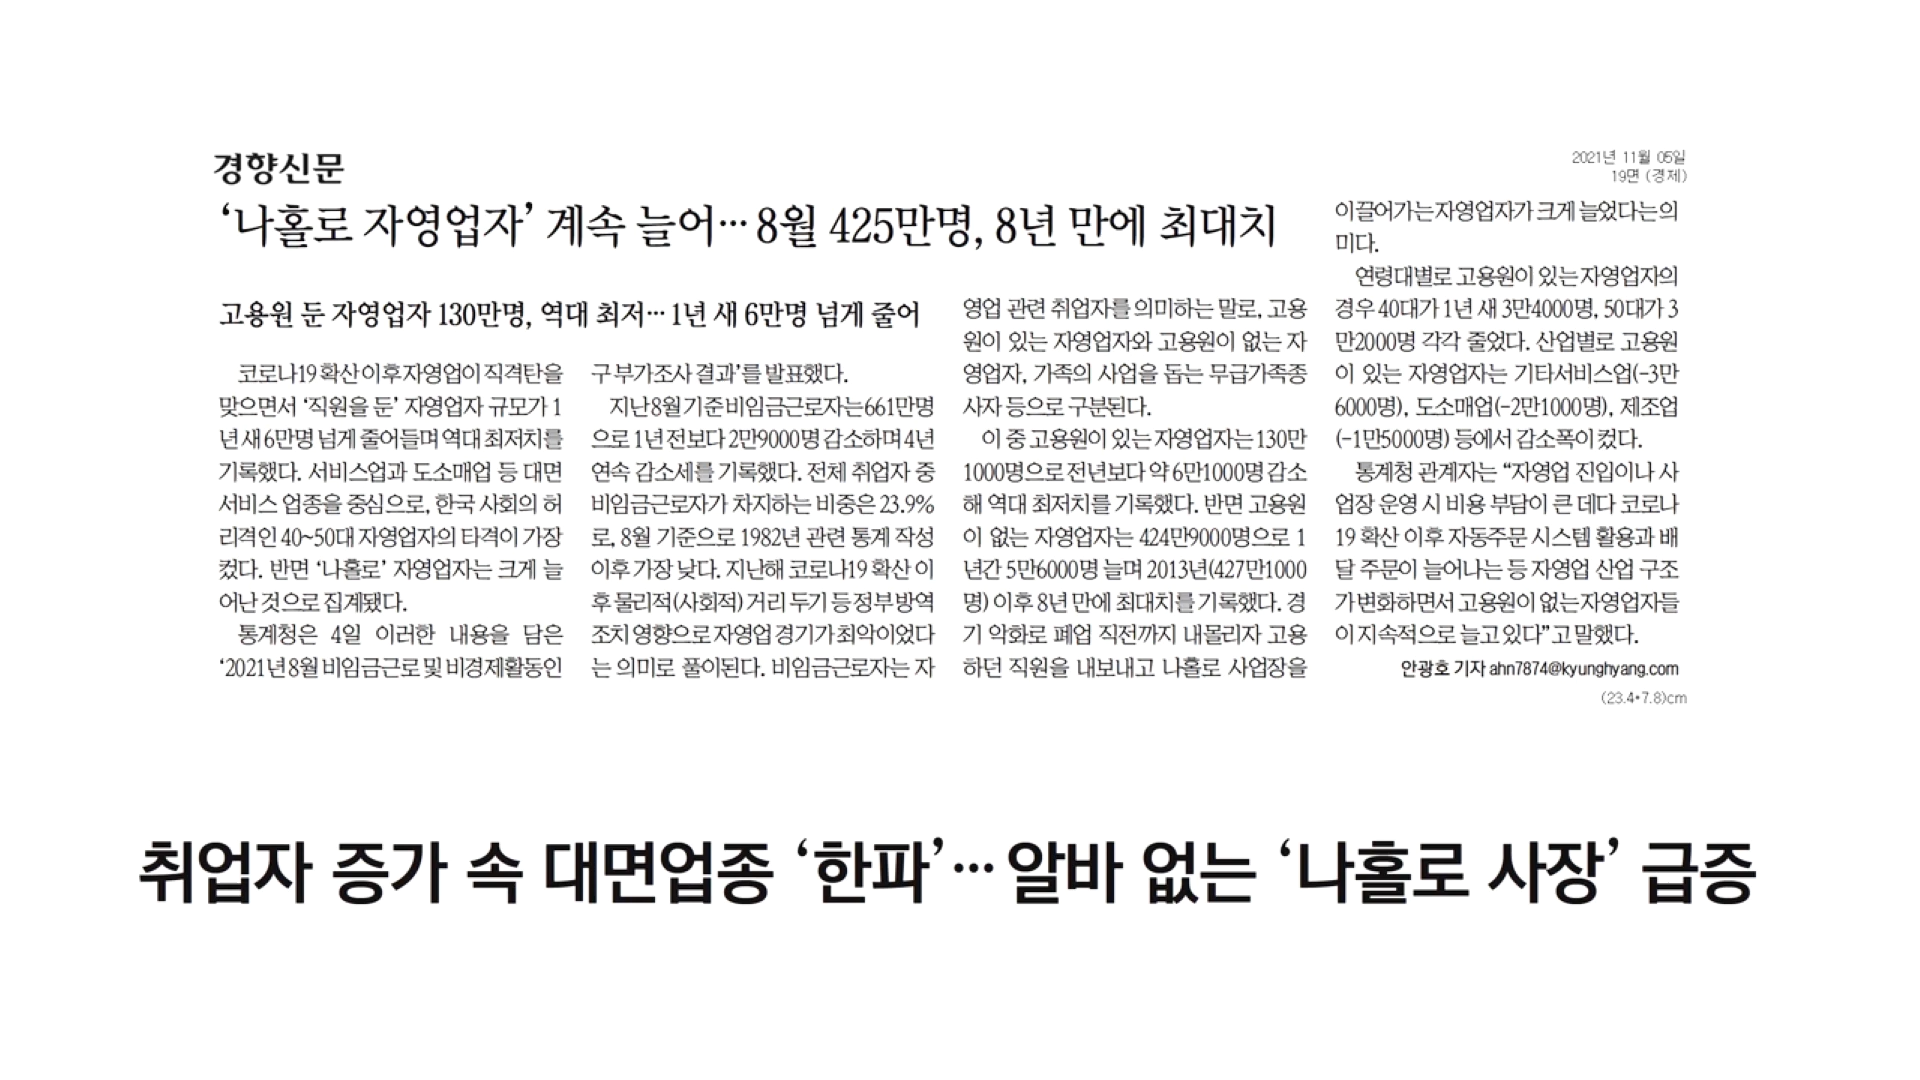 경향신문
2021년 11월 05일
19면 (경제)
‘나홀로 자영업자’ 계속 늘어…8월 425만명, 8년 만에 최대치
고용원 둔 자영업자 130만명, 역대 최저…1년 새 6만명 넘게 줄어
코로나19 확산 이후 자영업이 직격탄을
맞으면서 ‘직원을 둔’ 자영업자 규모가 1
년 새 6만명 넘게 줄어들며 역대 최저치를
기록했다. 서비스업과 도소매업 등 대면
서비스 업종을 중심으로, 한국 사회의 허
리격인 40~50대 자영업자의 타격이 가장
컸다. 반면 ‘나홀로’ 자영업자는 크게 늘
어난 것으로 집계됐다.
통계청은 4일 이러한 내용을 담은
‘2021년 8월 비임금근로 및 비경제활동인
구 부가조사 결과’를 발표했다.
지난 8월 기준 비임금근로자는 661만명
으로 1년 전보다 2만9000명 감소하며 4년
연속 감소세를 기록했다. 전체 취업자 중
비임금근로자가 차지하는 비중은 23.9%
로, 8월 기준으로 1982년 관련 통계 작성
이후 가장 낮다. 지난해 코로나19 확산 이
후 물리적(사회적) 거리 두기 등 정부 방역
조치 영향으로 자영업 경기가 최악이었다
는 의미로 풀이된다. 비임금근로자는 자
영업 관련 취업자를 의미하는 말로, 고용
원이 있는 자영업자와 고용원이 없는 자
영업자, 가족의 사업을 돕는 무급가족종
사자 등으로 구분된다.
이 중 고용원이 있는 자영업자는 130만
1000명으로 전년보다 약 6만1000명 감소
해 역대 최저치를 기록했다. 반면 고용원
이 없는 자영업자는 424만9000명으로 1
년간 5만6000명 늘며 2013년(427만1000
명) 이후 8년 만에 최대치를 기록했다. 경
기 악화로 폐업 직전까지 내몰리자 고용
하던 직원을 내보내고 나홀로 사업장을
이끌어가는 자영업자가 크게 늘었다는 의
미다.
연령대별로 고용원이 있는 자영업자의
경우 40대가 1년 새 3만4000명, 50대가 3
만2000명 각각 줄었다. 산업별로 고용원
이 있는 자영업자는 기타서비스업(-3만
6000명), 도소매업(-2만1000명), 제조업
(-1만5000명) 등에서 감소폭이 컸다.
통계청 관계자는 “자영업 진입이나 사
업장 운영 시 비용 부담이 큰 데다 코로나
19 확산 이후 자동주문 시스템 활용과 배
달 주문이 늘어나는 등 자영업 산업 구조
가 변화하면서 고용원이 없는 자영업자들
이 지속적으로 늘고 있다”고 말했다.
안광호 기자 ahn7874@kyunghyang.com
(23.4*7.8)cm
취업자 증가 속 대면업종 ‘한파’…알바 없는 ‘나홀로 사장’ 급증